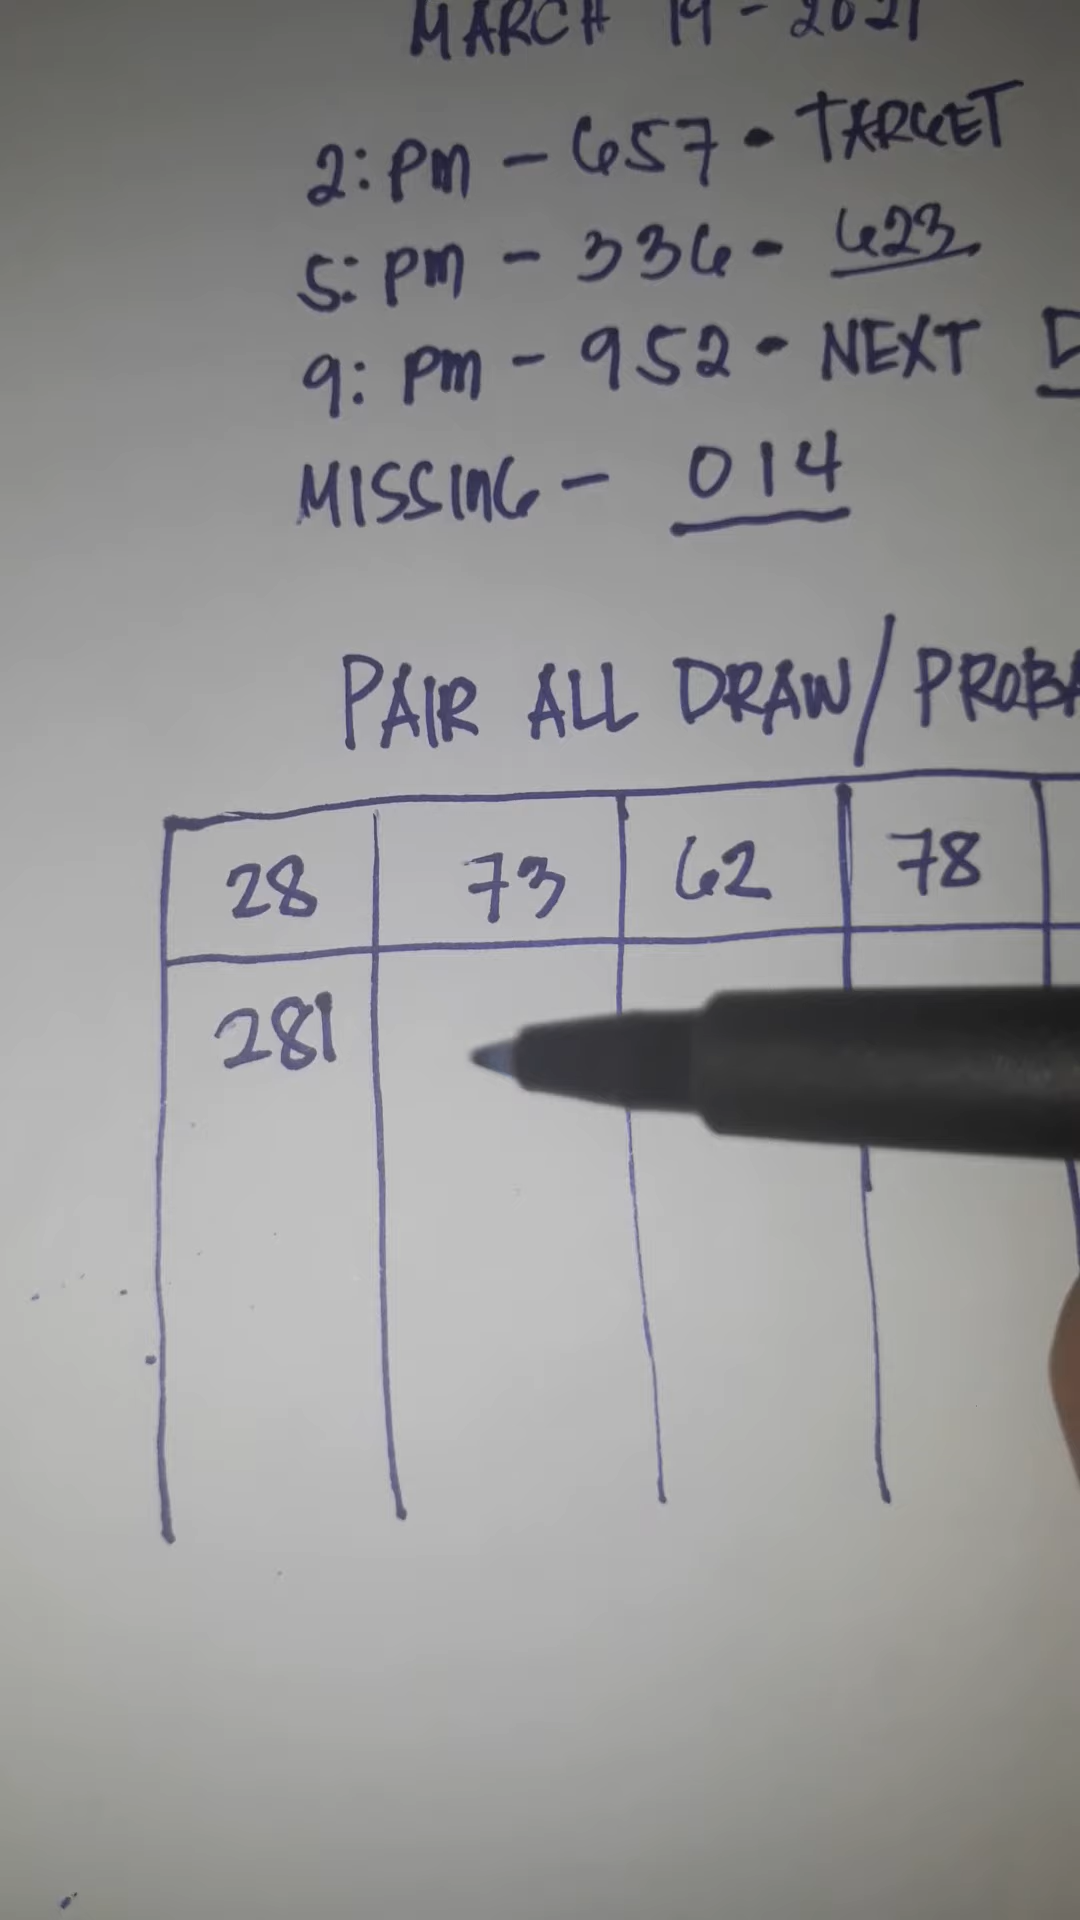 MARCH 19 - 2021
2: PM - 657 - TARGET
5: PM - 336 - 623
9: PM - 952 - NEXT
MISSING - 014
PAIR ALL DRAW / PROBA
28 73 62 78
281